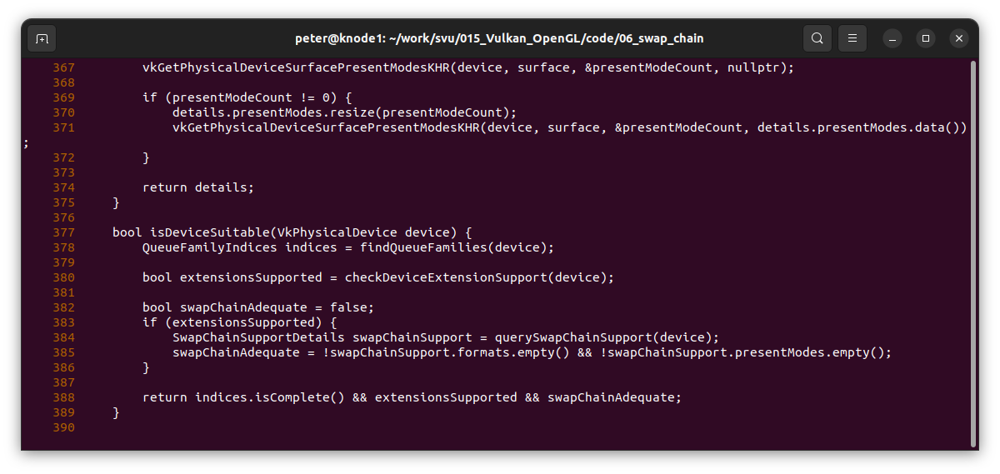 peter@knode1: ~/work/svu/015_Vulkan_OpenGL/code/06_swap_chain
367         vkGetPhysicalDeviceSurfacePresentModesKHR(device, surface, &presentModeCount, nullptr);
368
369         if (presentModeCount != 0) {
370             details.presentModes.resize(presentModeCount);
371             vkGetPhysicalDeviceSurfacePresentModesKHR(device, surface, &presentModeCount, details.presentModes.data())
;
372         }
373
374         return details;
375     }
376
377     bool isDeviceSuitable(VkPhysicalDevice device) {
378         QueueFamilyIndices indices = findQueueFamilies(device);
379
380         bool extensionsSupported = checkDeviceExtensionSupport(device);
381
382         bool swapChainAdequate = false;
383         if (extensionsSupported) {
384             SwapChainSupportDetails swapChainSupport = querySwapChainSupport(device);
385             swapChainAdequate = !swapChainSupport.formats.empty() && !swapChainSupport.presentModes.empty();
386         }
387
388         return indices.isComplete() && extensionsSupported && swapChainAdequate;
389     }
390